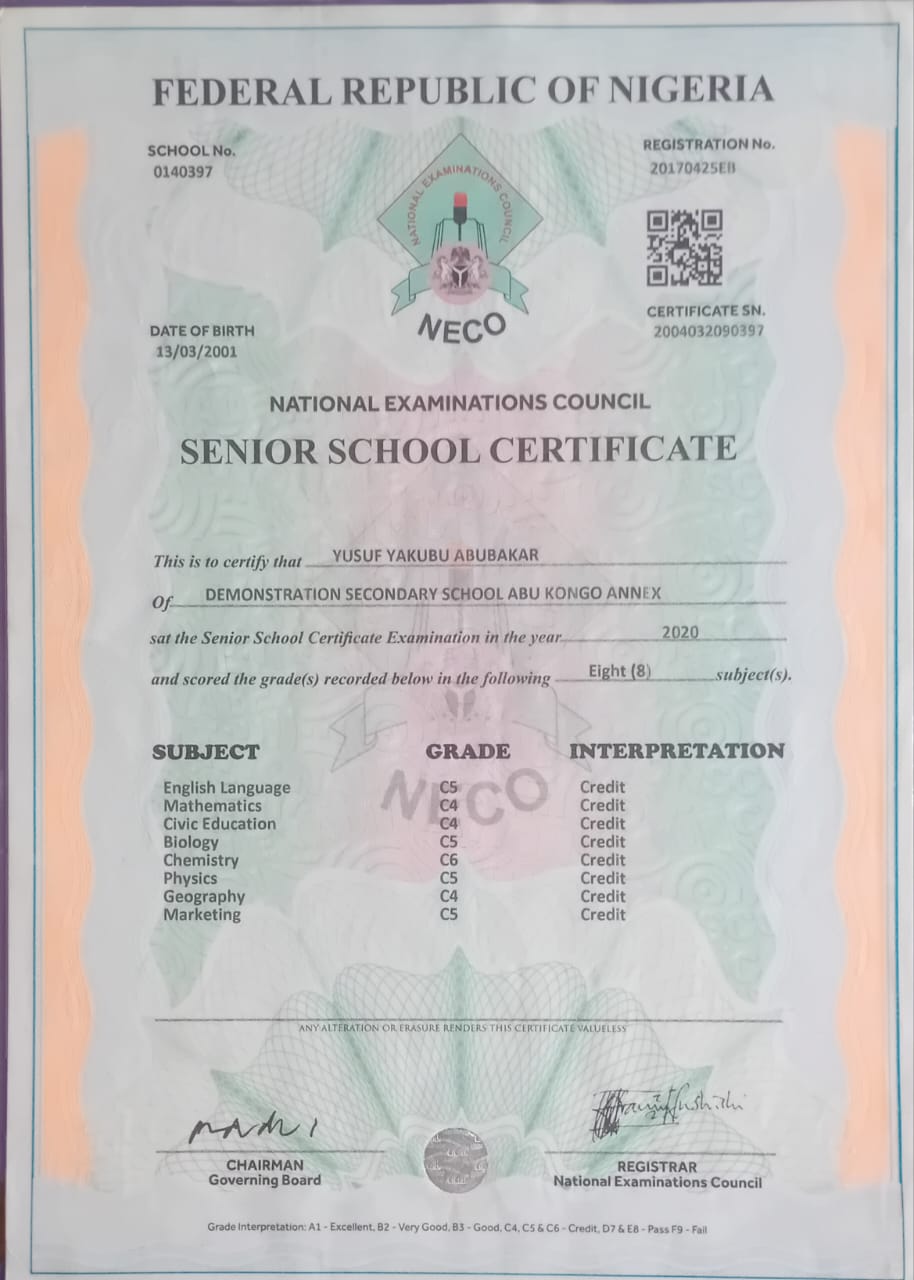 FEDERAL REPUBLIC OF NIGERIA
SCHOOL No.
0140397
REGISTRATION No.
20170425EB
NATIONAL EXAMINATIONS COUNCIL
NECO
DATE OF BIRTH
13/03/2001
CERTIFICATE SN.
2004032090397
NATIONAL EXAMINATIONS COUNCIL
SENIOR SCHOOL CERTIFICATE
This is to certify that YUSUF YAKUBU ABUBAKAR
Of DEMONSTRATION SECONDARY SCHOOL ABU KONGO ANNEX
sat the Senior School Certificate Examination in the year 2020
and scored the grade(s) recorded below in the following Eight (8) subject(s).
SUBJECT GRADE INTERPRETATION
English Language C5 Credit
Mathematics C4 Credit
Civic Education C4 Credit
Biology C5 Credit
Chemistry C6 Credit
Physics C5 Credit
Geography C4 Credit
Marketing C5 Credit
NECO
ANY ALTERATION OR ERASURE RENDERS THIS CERTIFICATE VALUELESS
CHAIRMAN
Governing Board
REGISTRAR
National Examinations Council
Grade Interpretation: A1 - Excellent, B2 - Very Good, B3 - Good, C4, C5 & C6 - Credit, D7 & E8 - Pass F9 - Fail